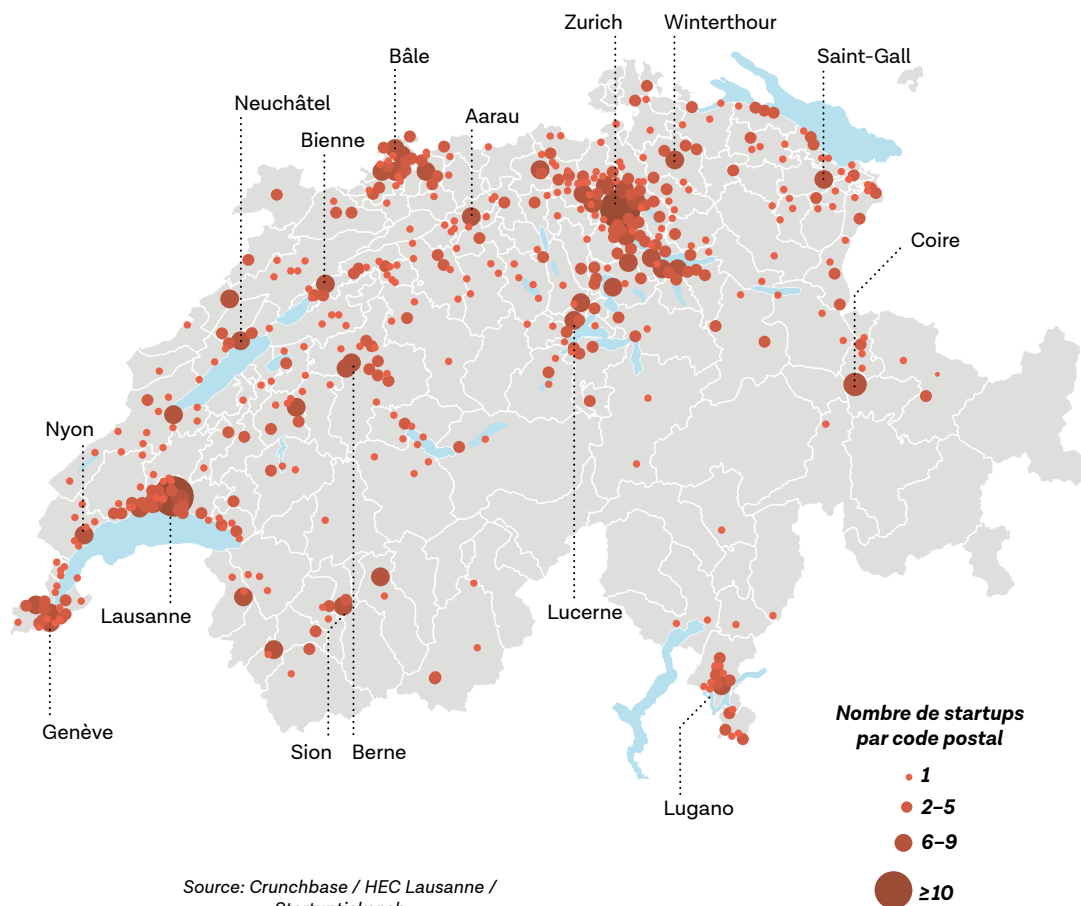 Zurich
Winterthour
Bâle
Saint-Gall
Neuchâtel
Aarau
Bienne
Coire
Nyon
Lausanne
Lucerne
Genève
Sion
Berne
Lugano
Nombre de startups
par code postal
1
2–5
6–9
≥10
Source: Crunchbase / HEC Lausanne /